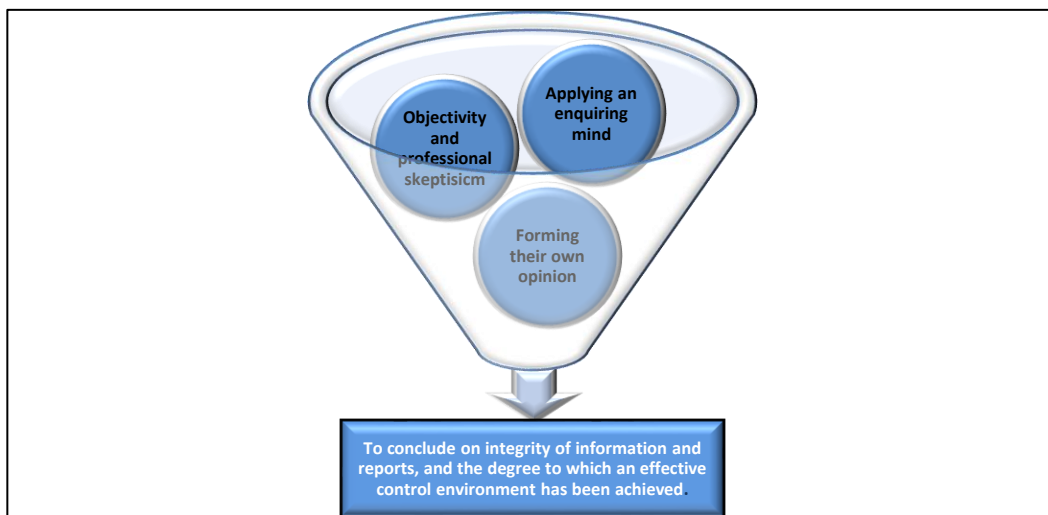 Applying an
enquiring
mind
Objectivity
and
professional
skeptisicm
Forming
their own
opinion
To conclude on integrity of information and
reports, and the degree to which an effective
control environment has been achieved.